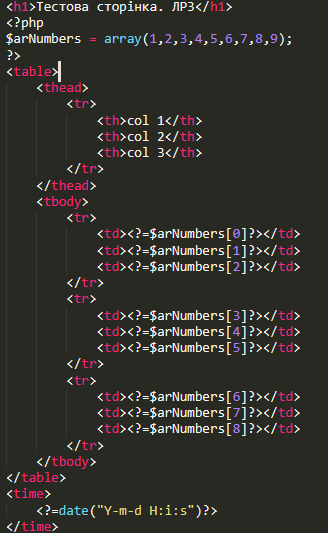 <h1>Тестова сторінка. ЛР3</h1>
<?php
$arNumbers = array(1,2,3,4,5,6,7,8,9);
?>
<table>
    <thead>
        <tr>
            <th>col 1</th>
            <th>col 2</th>
            <th>col 3</th>
        </tr>
    </thead>
    <tbody>
        <tr>
            <td><?=$arNumbers[0]?></td>
            <td><?=$arNumbers[1]?></td>
            <td><?=$arNumbers[2]?></td>
        </tr>
        <tr>
            <td><?=$arNumbers[3]?></td>
            <td><?=$arNumbers[4]?></td>
            <td><?=$arNumbers[5]?></td>
        </tr>
        <tr>
            <td><?=$arNumbers[6]?></td>
            <td><?=$arNumbers[7]?></td>
            <td><?=$arNumbers[8]?></td>
        </tr>
    </tbody>
</table>
<time>
    <?=date("Y-m-d H:i:s")?>
</time>